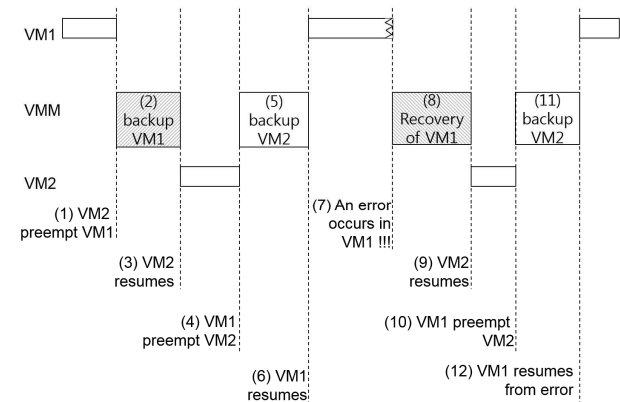 VM1
(2)
backup
VM1
(5)
backup
VM2
(8)
Recovery
of VM1
(11)
backup
VM2
VMM
VM2
(1) VM2
preempt VM1
(7) An error
occurs in
VM1 !!!
(3) VM2
resumes
(9) VM2
resumes
(4) VM1
preempt VM2
(10) VM1 preempt
VM2
(6) VM1
resumes
(12) VM1 resumes
from error